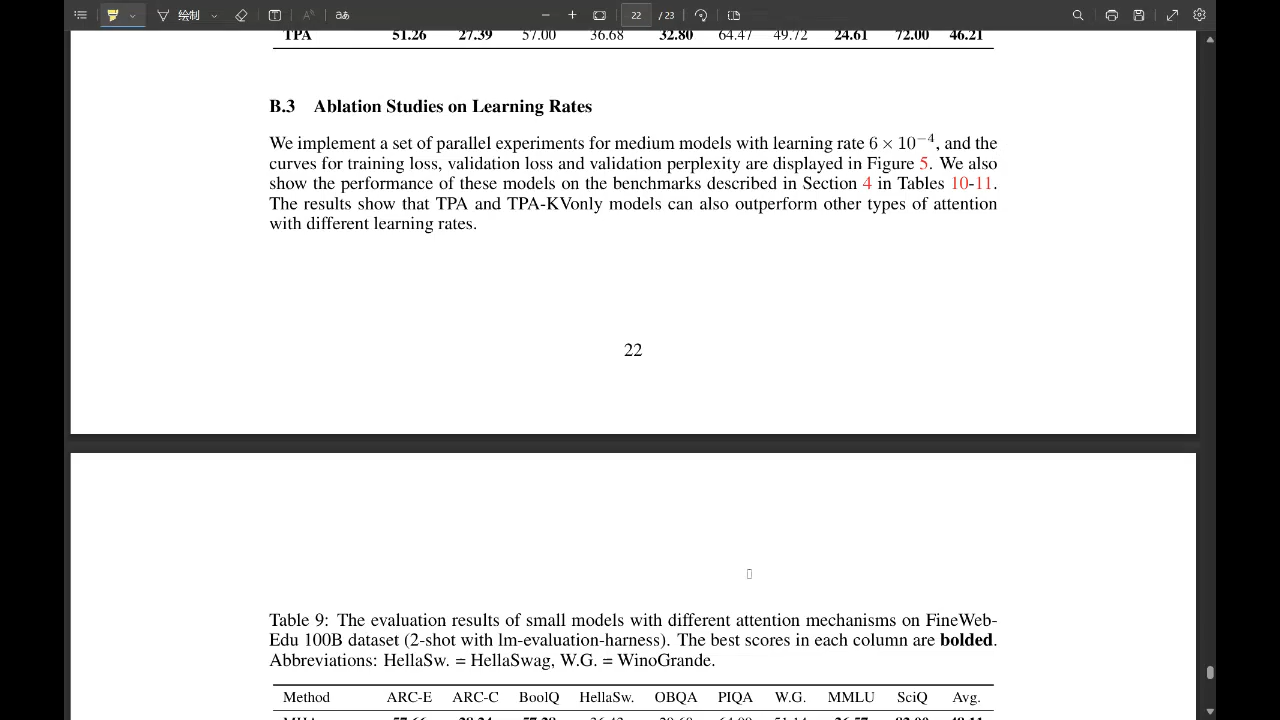 绘制
A
aあ
22
/ 23
TPA 51.26 27.39 57.00 36.68 32.80 64.47 49.72 24.61 72.00 46.21
B.3 Ablation Studies on Learning Rates
We implement a set of parallel experiments for medium models with learning rate 6 × 10⁻⁴, and the
curves for training loss, validation loss and validation perplexity are displayed in Figure 5. We also
show the performance of these models on the benchmarks described in Section 4 in Tables 10-11.
The results show that TPA and TPA-KVonly models can also outperform other types of attention
with different learning rates.
22
Table 9: The evaluation results of small models with different attention mechanisms on FineWeb-
Edu 100B dataset (2-shot with lm-evaluation-harness). The best scores in each column are bolded.
Abbreviations: HellaSw. = HellaSwag, W.G. = WinoGrande.
Method ARC-E ARC-C BoolQ HellaSw. OBQA PIQA W.G. MMLU SciQ Avg.